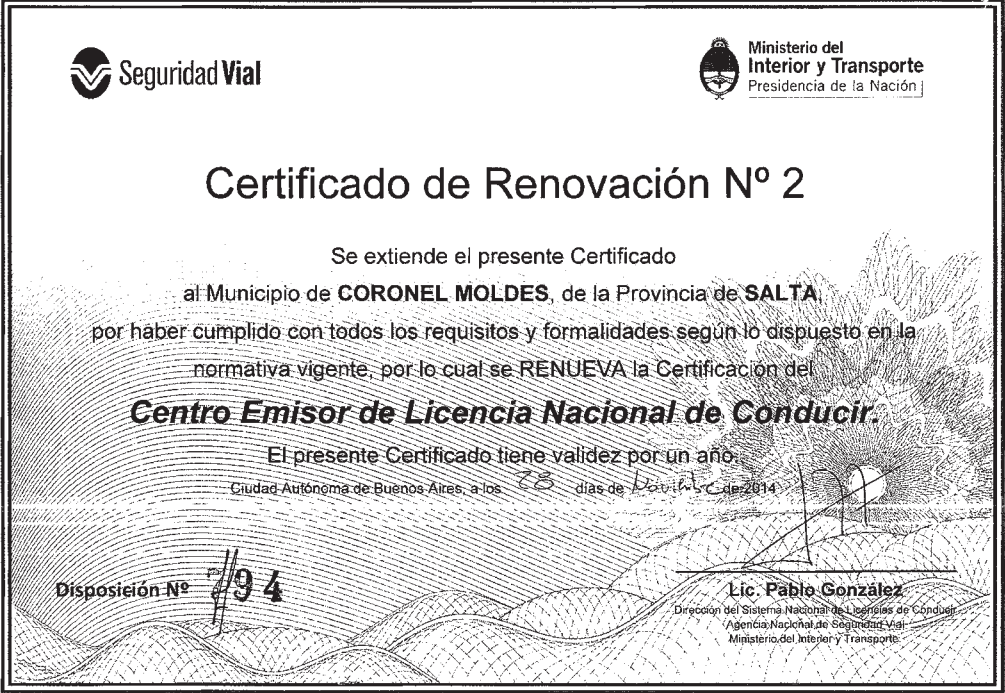 Seguridad Vial
Ministerio del
Interior y Transporte
Presidencia de la Nación
Certificado de Renovación Nº 2
Se extiende el presente Certificado
al Municipio de CORONEL MOLDES, de la Provincia de SALTA,
por haber cumplido con todos los requisitos y formalidades según lo dispuesto en la
normativa vigente, por lo cual se RENUEVA la Certificación del
Centro Emisor de Licencia Nacional de Conducir.
El presente Certificado tiene validez por un año.
Ciudad Autónoma de Buenos Aires, a los 28 días de Noviembre de 2014
Disposición Nº 94
Lic. Pablo González
Dirección del Sistema Nacional de Licencias de Conducir
Agencia Nacional de Seguridad Vial
Ministerio del Interior y Transporte